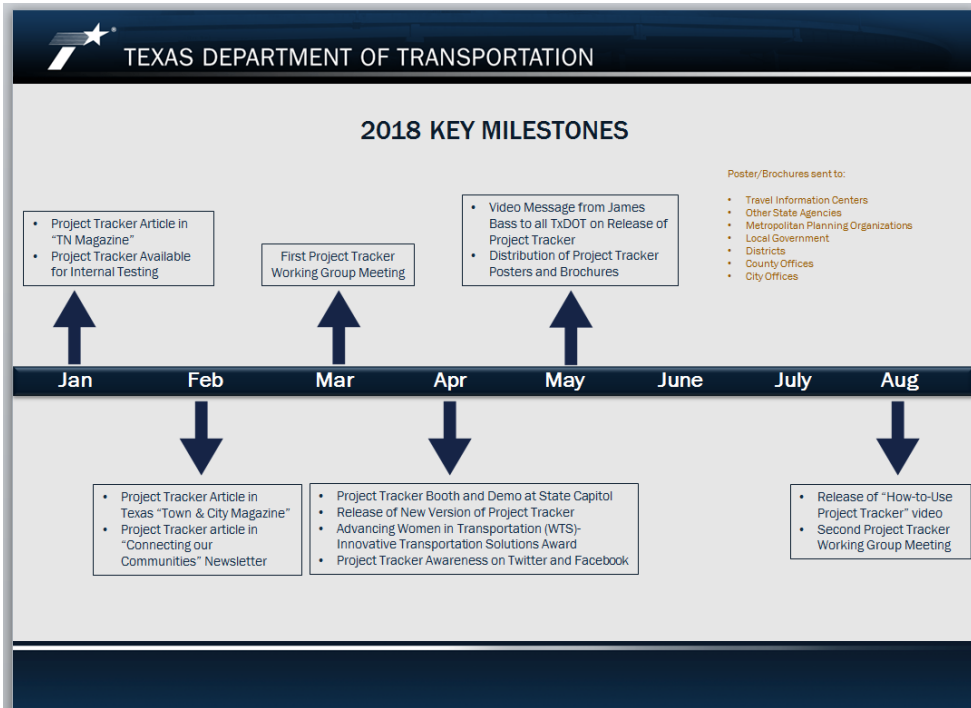 TEXAS DEPARTMENT OF TRANSPORTATION
2018 KEY MILESTONES
• Project Tracker Article in
“TN Magazine”
• Project Tracker Available
for Internal Testing
First Project Tracker
Working Group Meeting
• Video Message from James
Bass to all TxDOT on Release of
Project Tracker
• Distribution of Project Tracker
Posters and Brochures
Poster/Brochures sent to:
• Travel Information Centers
• Other State Agencies
• Metropolitan Planning Organizations
• Local Government
• Districts
• County Offices
• City Offices
Jan Feb Mar Apr May June July Aug
• Project Tracker Article in
Texas “Town & City Magazine”
• Project Tracker article in
“Connecting our
Communities” Newsletter
• Project Tracker Booth and Demo at State Capitol
• Release of New Version of Project Tracker
• Advancing Women in Transportation (WTS)-
Innovative Transportation Solutions Award
• Project Tracker Awareness on Twitter and Facebook
• Release of “How-to-Use
Project Tracker” video
• Second Project Tracker
Working Group Meeting